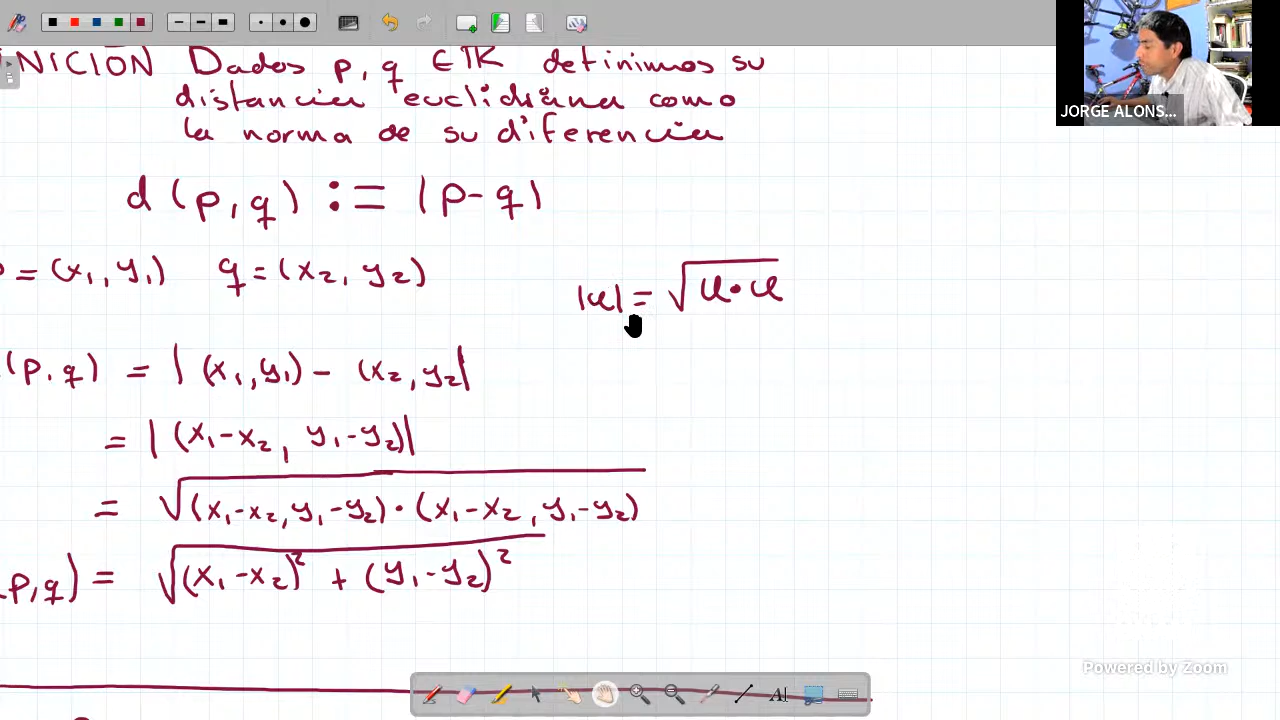 NICIÓN Dados p, q ∈ ℝ definimos su
distancia euclidiana como
la norma de su diferencia
d(p,q) := |p-q|
p = (x₁,y₁) q = (x₂, y₂)
|u| = √u·u
(p,q) = |(x₁,y₁) - (x₂,y₂|
= |(x₁-x₂, y₁-y₂)|
= √(x₁-x₂,y₁-y₂)·(x₁-x₂,y₁-y₂)
(p,q) = √(x₁-x₂)² + (y₁-y₂)²
JORGE ALONS...
Powered by Zoom
AI